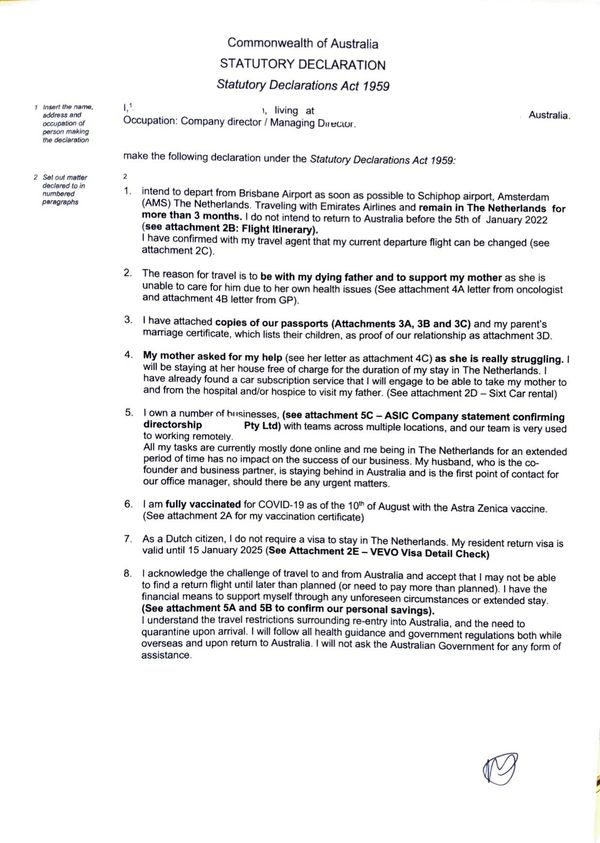 Commonwealth of Australia
STATUTORY DECLARATION
Statutory Declarations Act 1959
1 Insert the name,
address and
occupation of
person making
the declaration
I,1 , living at Australia.
Occupation: Company director / Managing Director.
make the following declaration under the Statutory Declarations Act 1959:
2 Set out matter
declared to in
numbered
paragraphs
2
1. intend to depart from Brisbane Airport as soon as possible to Schiphop airport, Amsterdam
(AMS) The Netherlands. Traveling with Emirates Airlines and remain in The Netherlands for
more than 3 months. I do not intend to return to Australia before the 5th of January 2022
(see attachment 2B: Flight Itinerary).
I have confirmed with my travel agent that my current departure flight can be changed (see
attachment 2C).
2. The reason for travel is to be with my dying father and to support my mother as she is
unable to care for him due to her own health issues (See attachment 4A letter from oncologist
and attachment 4B letter from GP).
3. I have attached copies of our passports (Attachments 3A, 3B and 3C) and my parent's
marriage certificate, which lists their children, as proof of our relationship as attachment 3D.
4. My mother asked for my help (see her letter as attachment 4C) as she is really struggling. I
will be staying at her house free of charge for the duration of my stay in The Netherlands. I
have already found a car subscription service that I will engage to be able to take my mother to
and from the hospital and/or hospice to visit my father. (See attachment 2D – Sixt Car rental)
5. I own a number of businesses, (see attachment 5C – ASIC Company statement confirming
directorship Pty Ltd) with teams across multiple locations, and our team is very used
to working remotely.
All my tasks are currently mostly done online and me being in The Netherlands for an extended
period of time has no impact on the success of our business. My husband, who is the co-
founder and business partner, is staying behind in Australia and is the first point of contact for
our office manager, should there be any urgent matters.
6. I am fully vaccinated for COVID-19 as of the 10th of August with the Astra Zenica vaccine.
(See attachment 2A for my vaccination certificate)
7. As a Dutch citizen, I do not require a visa to stay in The Netherlands. My resident return visa is
valid until 15 January 2025 (See Attachment 2E – VEVO Visa Detail Check)
8. I acknowledge the challenge of travel to and from Australia and accept that I may not be able
to find a return flight until later than planned (or need to pay more than planned). I have the
financial means to support myself through any unforeseen circumstances or extended stay.
(See attachment 5A and 5B to confirm our personal savings).
I understand the travel restrictions surrounding re-entry into Australia, and the need to
quarantine upon arrival. I will follow all health guidance and government regulations both while
overseas and upon return to Australia. I will not ask the Australian Government for any form of
assistance.